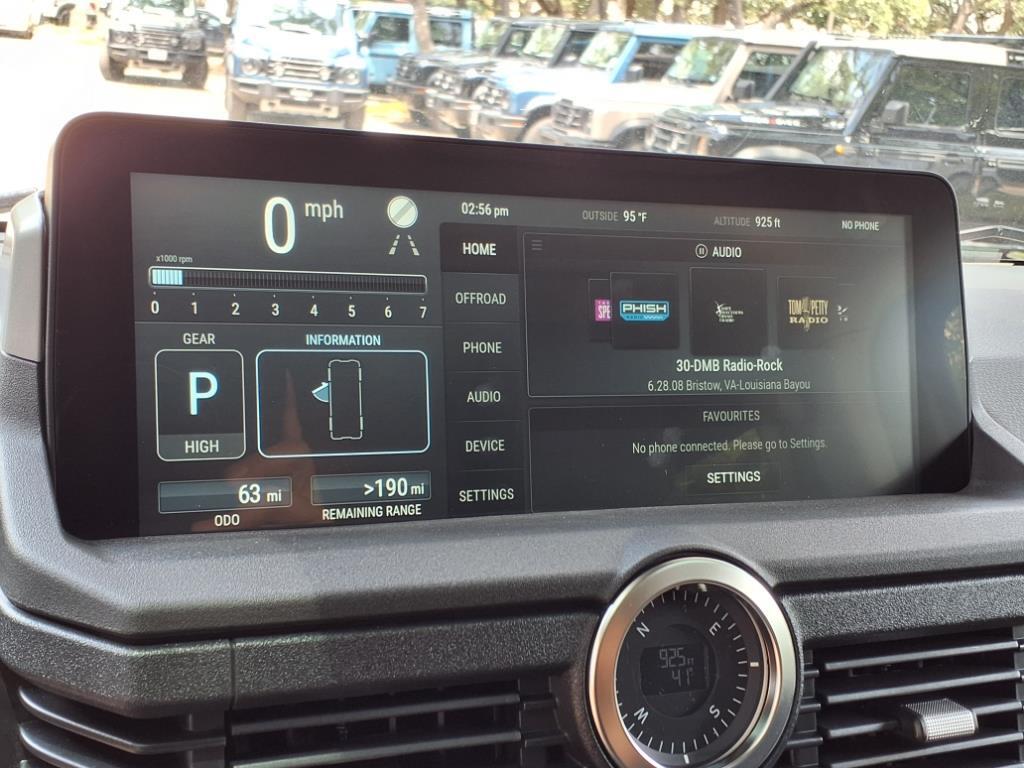 0 mph
02:56 pm
OUTSIDE 95 °F
ALTITUDE 925 ft
NO PHONE
x1000 rpm
0 1 2 3 4 5 6 7
GEAR
P
HIGH
INFORMATION
63 mi
ODO
>190 mi
REMAINING RANGE
HOME
OFFROAD
PHONE
AUDIO
DEVICE
SETTINGS
AUDIO
SPE
PHISH
RADIO
TOM PETTY
RADIO
30-DMB Radio-Rock
6.28.08 Bristow, VA-Louisiana Bayou
FAVOURITES
No phone connected. Please go to Settings.
SETTINGS
N
E
S
W
925 FT
41°